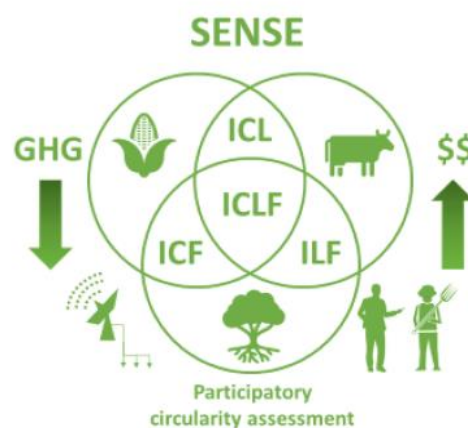 SENSE
GHG
ICL
$$
ICLF
ICF
ILF
Participatory
circularity assessment